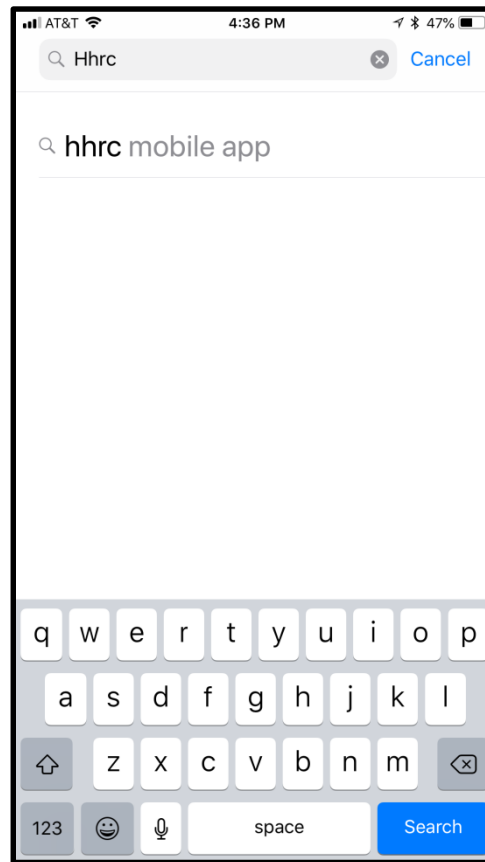 AT&T 4:36 PM 47%
Hhrc Cancel
hhrc mobile app
q w e r t y u i o p
a s d f g h j k l
z x c v b n m
123 space Search